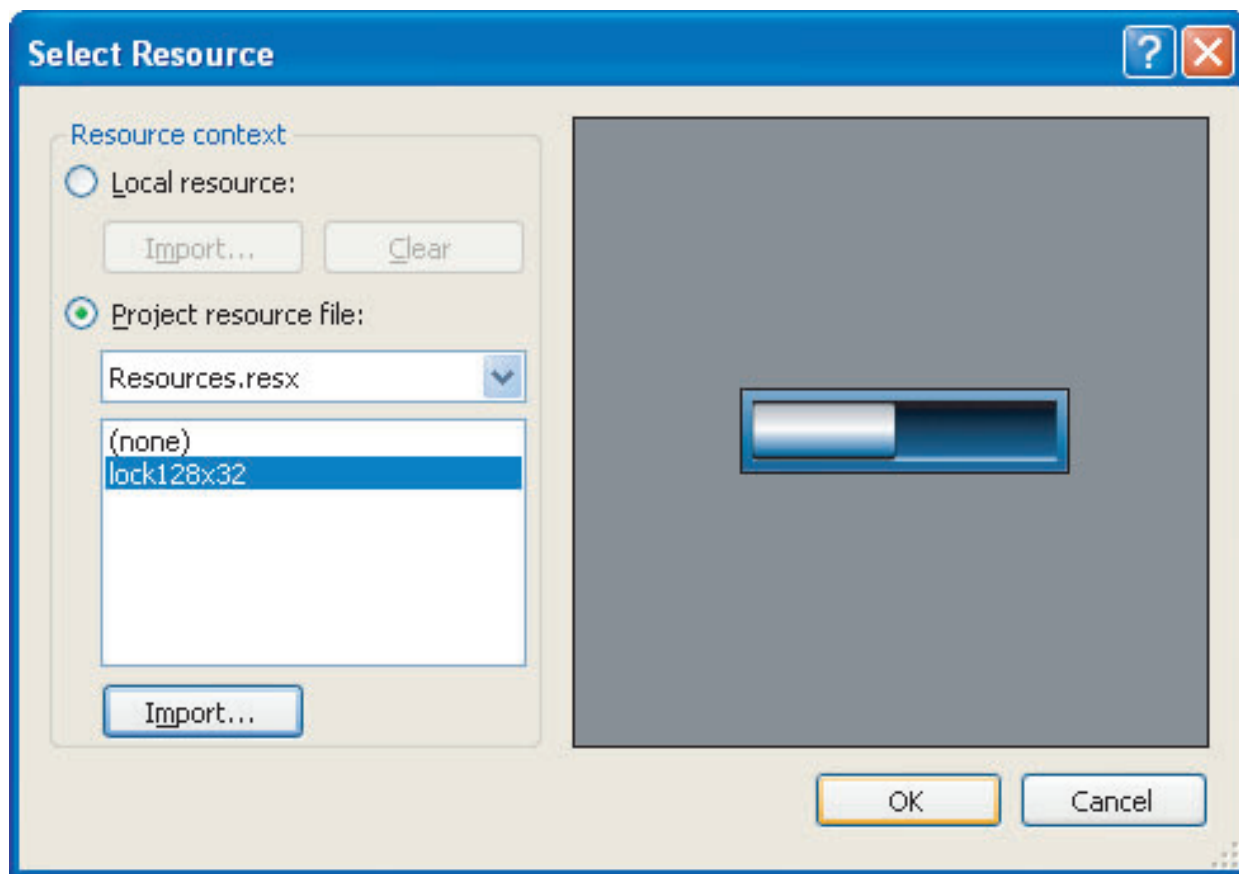 Select Resource
Resource context
Local resource:
Import...
Clear
Project resource file:
Resources.resx
(none)
lock128x32
Import...
OK
Cancel